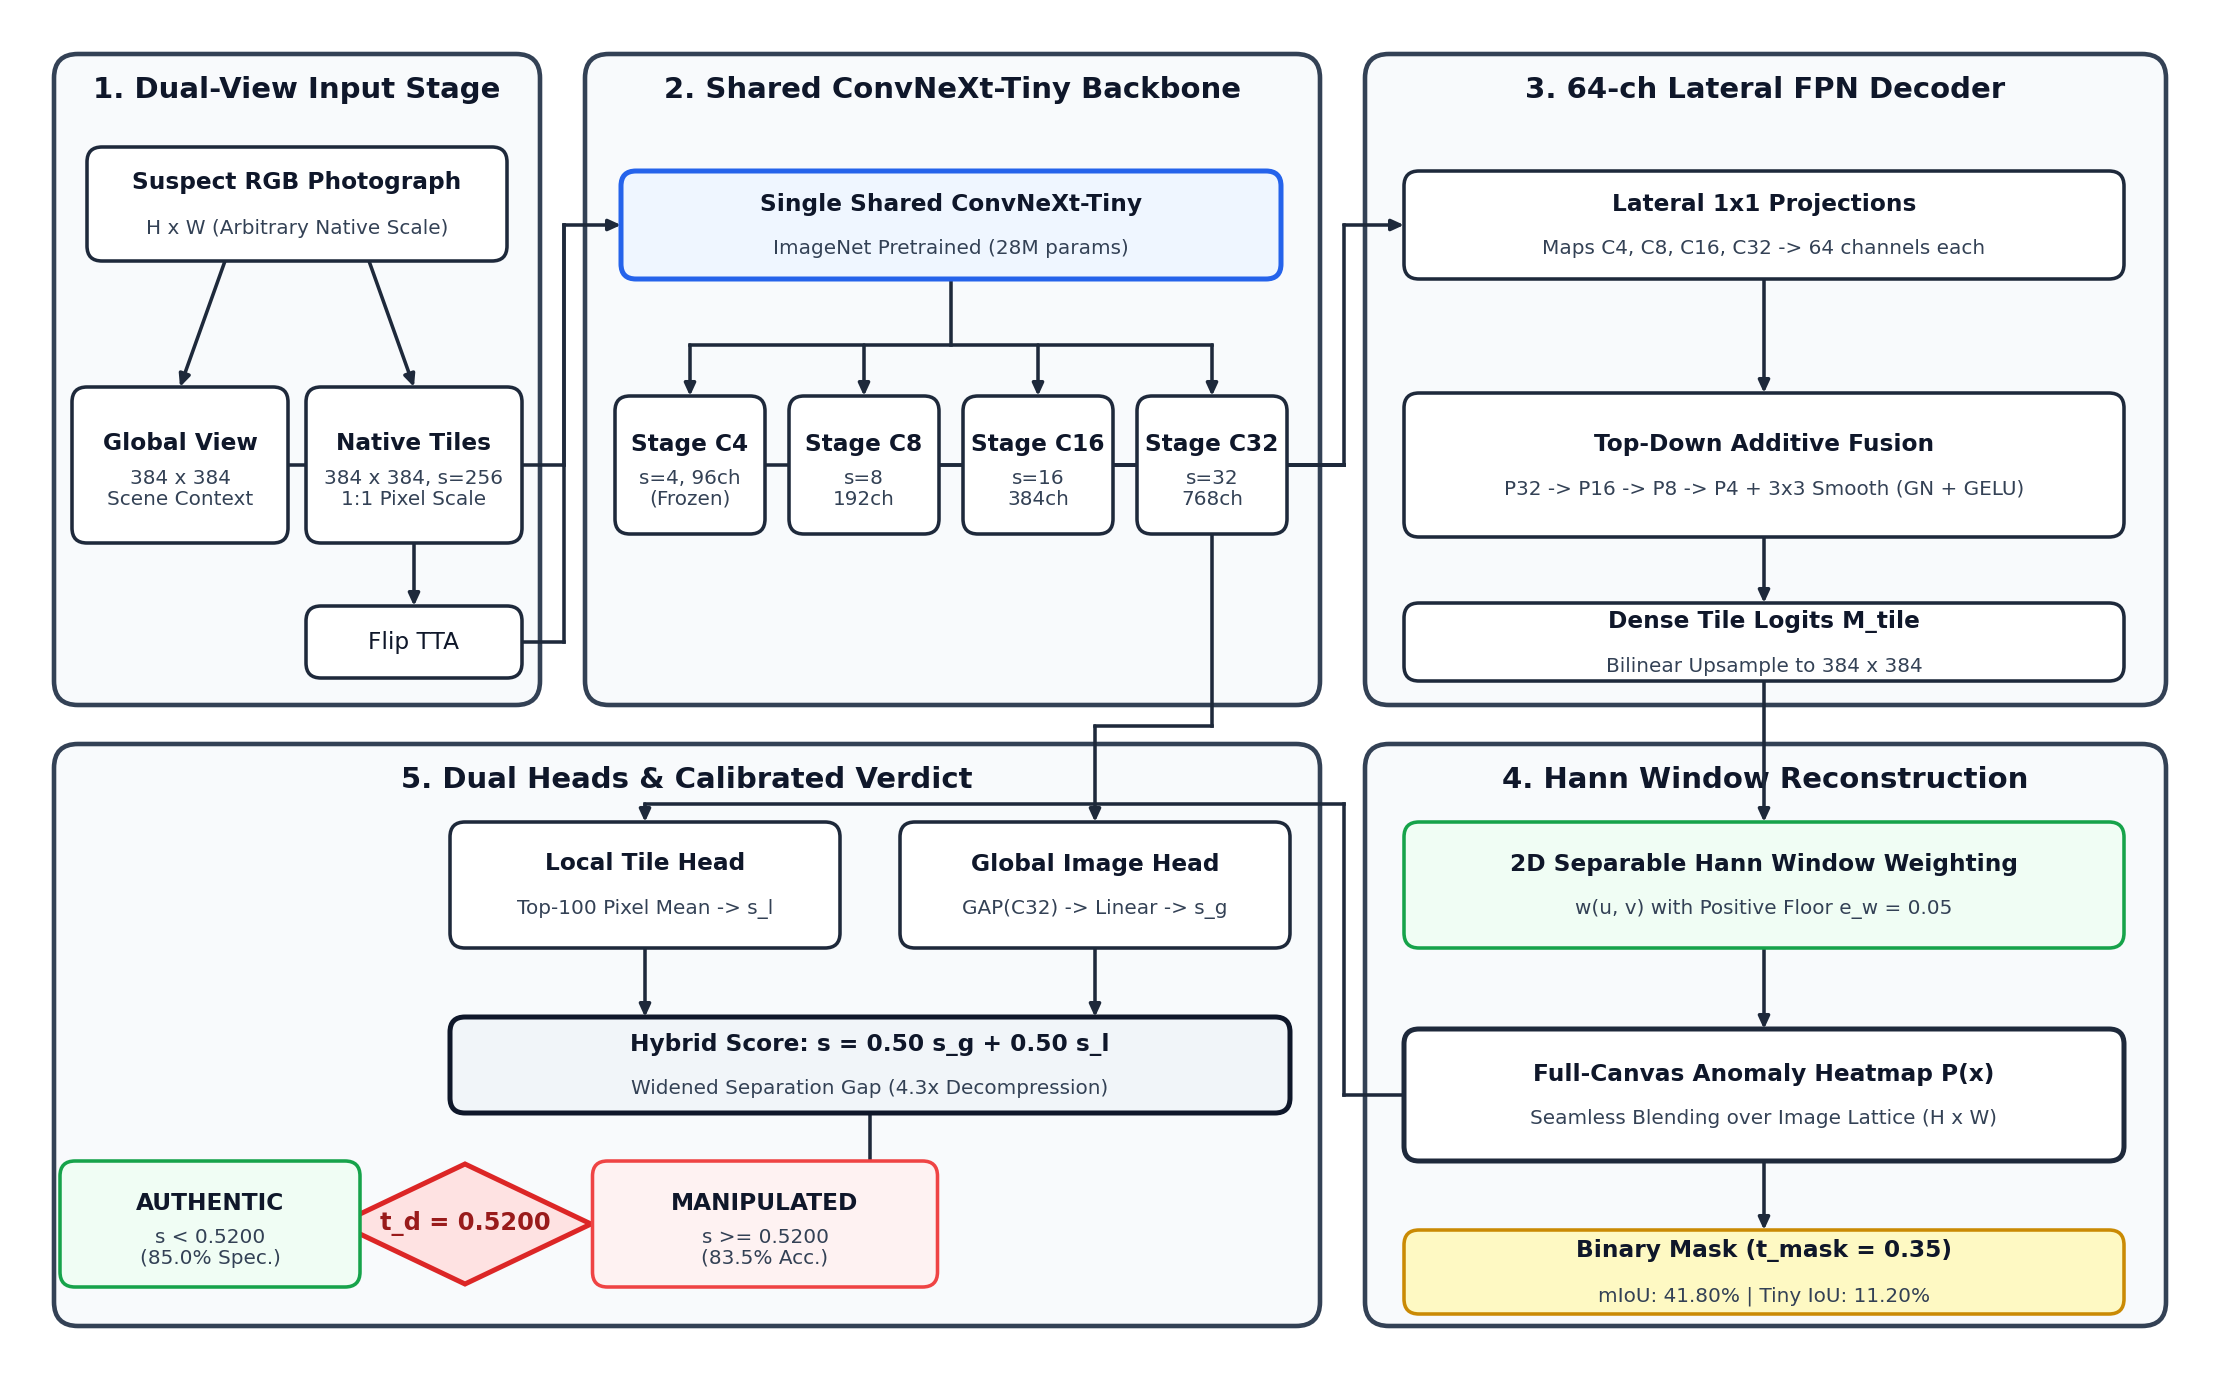 1. Dual-View Input Stage
Suspect RGB Photograph
H x W (Arbitrary Native Scale)
Global View
384 x 384
Scene Context
Native Tiles
384 x 384, s=256
1:1 Pixel Scale
Flip TTA
2. Shared ConvNeXt-Tiny Backbone
Single Shared ConvNeXt-Tiny
ImageNet Pretrained (28M params)
Stage C4
s=4, 96ch
(Frozen)
Stage C8
s=8
192ch
Stage C16
s=16
384ch
Stage C32
s=32
768ch
3. 64-ch Lateral FPN Decoder
Lateral 1x1 Projections
Maps C4, C8, C16, C32 -> 64 channels each
Top-Down Additive Fusion
P32 -> P16 -> P8 -> P4 + 3x3 Smooth (GN + GELU)
Dense Tile Logits M_tile
Bilinear Upsample to 384 x 384
4. Hann Window Reconstruction
2D Separable Hann Window Weighting
w(u, v) with Positive Floor e_w = 0.05
Full-Canvas Anomaly Heatmap P(x)
Seamless Blending over Image Lattice (H x W)
Binary Mask (t_mask = 0.35)
mIoU: 41.80% | Tiny IoU: 11.20%
5. Dual Heads & Calibrated Verdict
Local Tile Head
Top-100 Pixel Mean -> s_l
Global Image Head
GAP(C32) -> Linear -> s_g
Hybrid Score: s = 0.50 s_g + 0.50 s_l
Widened Separation Gap (4.3x Decompression)
AUTHENTIC
s < 0.5200
(85.0% Spec.)
t_d = 0.5200
MANIPULATED
s >= 0.5200
(83.5% Acc.)